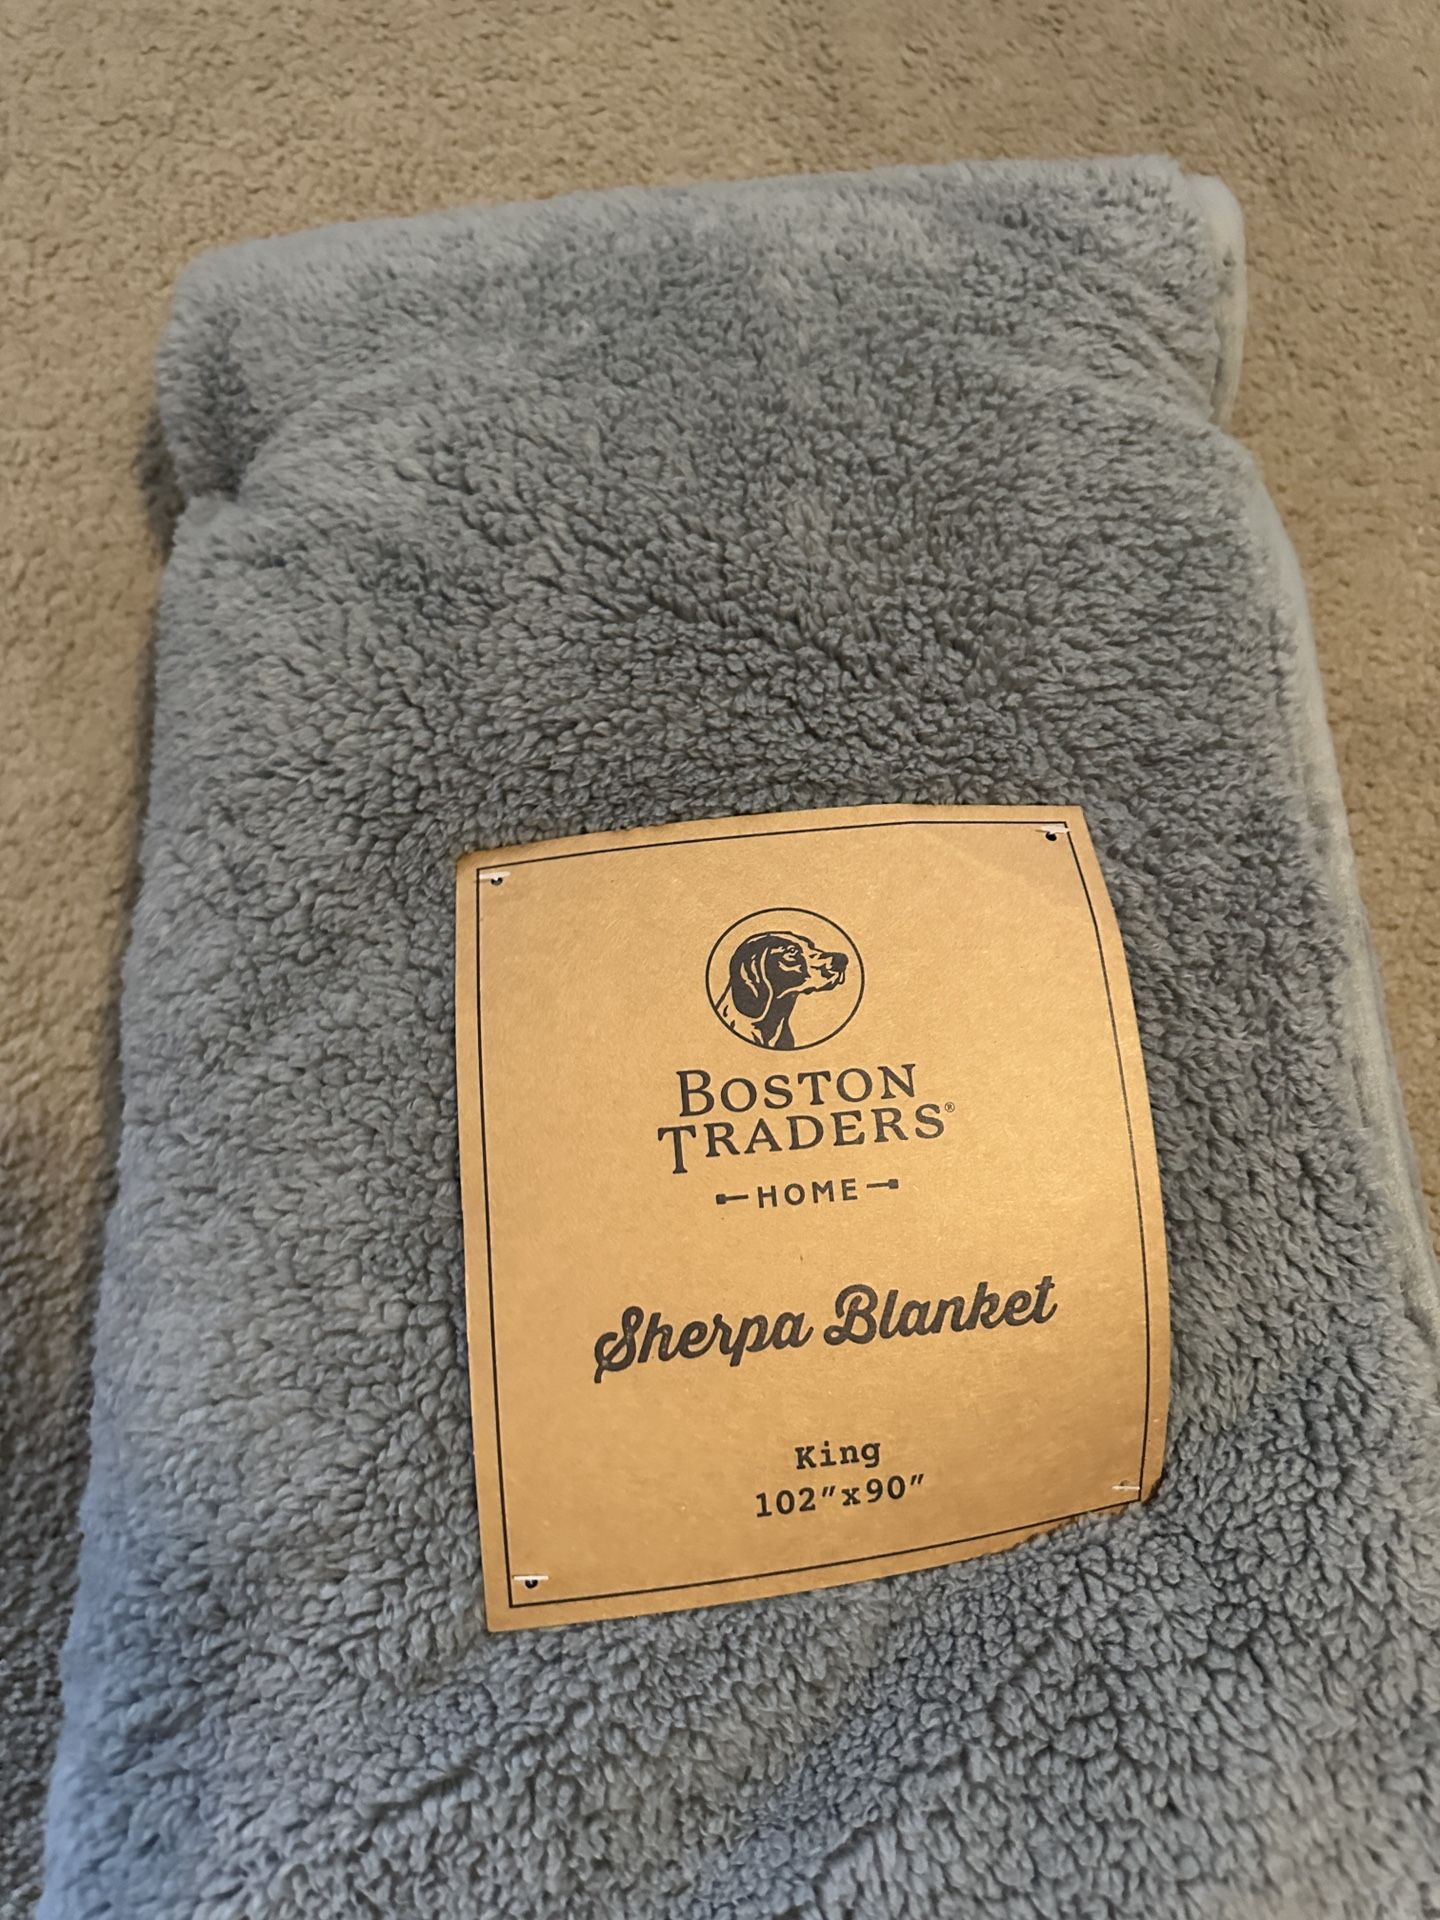 BOSTON
TRADERS®
HOME
Sherpa Blanket
King
102"x90"